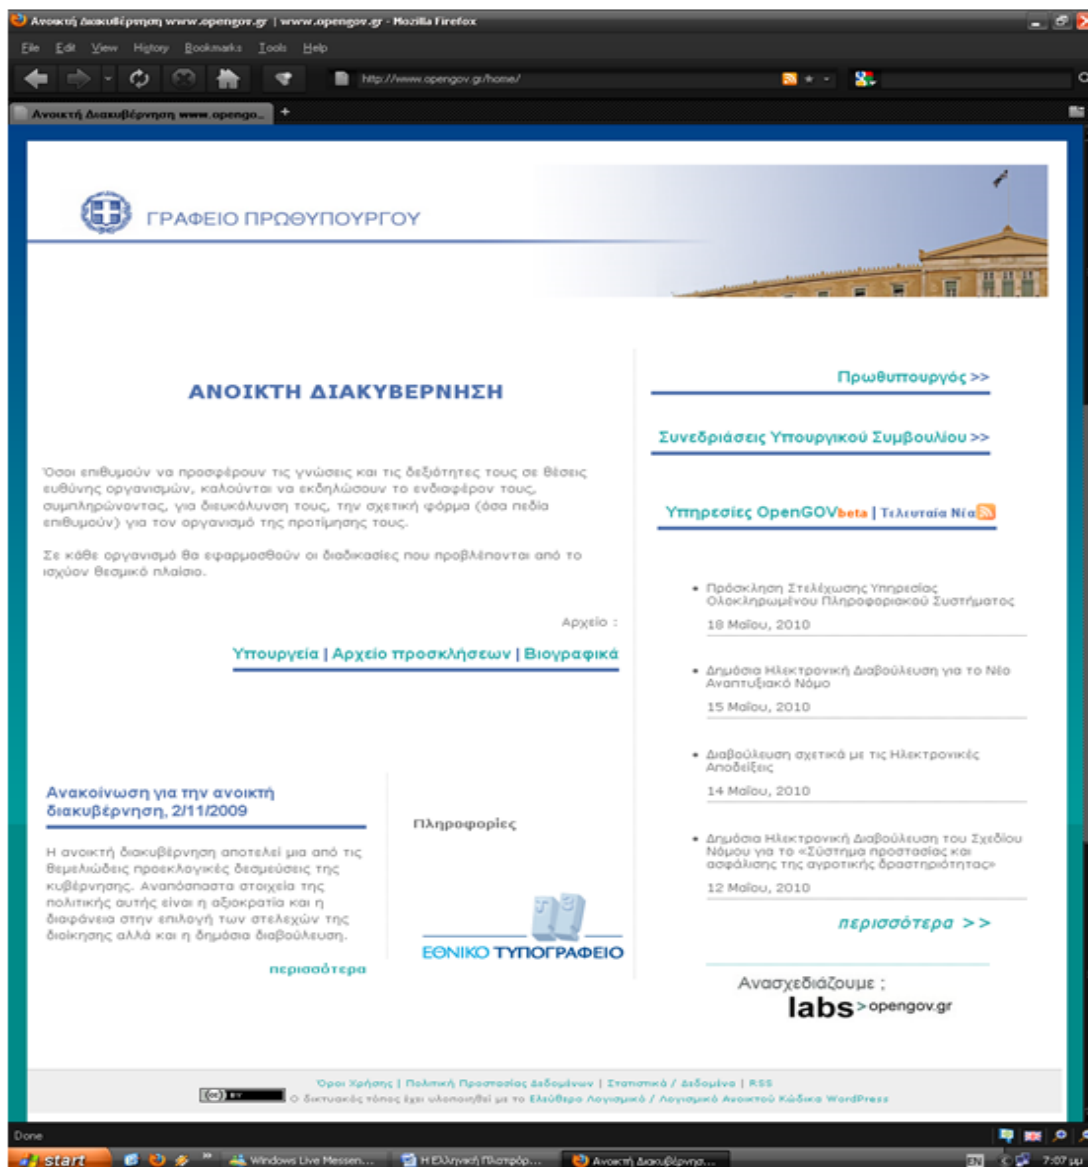 Ανοικτή Διακυβέρνηση www.opengov.gr | www.opengov.gr - Mozilla Firefox
File Edit View History Bookmarks Tools Help
http://www.opengov.gr/home/
Ανοικτή Διακυβέρνηση www.opengo... +
ΓΡΑΦΕΙΟ ΠΡΩΘΥΠΟΥΡΓΟΥ
ΑΝΟΙΚΤΗ ΔΙΑΚΥΒΕΡΝΗΣΗ
Όσοι επιθυμούν να προσφέρουν τις γνώσεις και τις δεξιότητες τους σε θέσεις
ευθύνης οργανισμών, καλούνται να εκδηλώσουν το ενδιαφέρον τους,
συμπληρώνοντας, για διευκόλυνση τους, την σχετική φόρμα (όσα πεδία
επιθυμούν) για τον οργανισμό της προτίμησης τους.
Σε κάθε οργανισμό θα εφαρμοσθούν οι διαδικασίες που προβλέπονται από το
ισχύον θεσμικό πλαίσιο.
Αρχείο :
Υπουργεία | Αρχείο προσκλήσεων | Βιογραφικά
Ανακοίνωση για την ανοικτή
διακυβέρνηση, 2/11/2009
Η ανοικτή διακυβέρνηση αποτελεί μια από τις
θεμελιώδεις προεκλογικές δεσμεύσεις της
κυβέρνησης. Αναπόσπαστα στοιχεία της
πολιτικής αυτής είναι η αξιοκρατία και η
διαφάνεια στην επιλογή των στελεχών της
διοίκησης αλλά και η δημόσια διαβούλευση.
περισσότερα
Πληροφορίες
ΕΘΝΙΚΟ ΤΥΠΟΓΡΑΦΕΙΟ
Πρωθυπουργός >>
Συνεδριάσεις Υπουργικού Συμβουλίου >>
Υπηρεσίες OpenGOVbeta | Τελευταία Νέα
• Πρόσκληση Στελέχωσης Υπηρεσίας
Ολοκληρωμένου Πληροφοριακού Συστήματος
18 Μαΐου, 2010
• Δημόσια Ηλεκτρονική Διαβούλευση για το Νέο
Αναπτυξιακό Νόμο
15 Μαΐου, 2010
• Διαβούλευση σχετικά με τις Ηλεκτρονικές
Αποδείξεις
14 Μαΐου, 2010
• Δημόσια Ηλεκτρονική Διαβούλευση του Σχεδίου
Νόμου για το «Σύστημα προστασίας και
ασφάλισης της αγροτικής δραστηριότητας»
12 Μαΐου, 2010
περισσότερα >>
Ανασχεδιάζουμε ;
labs>opengov.gr
Όροι Χρήσης | Πολιτική Προστασίας Δεδομένων | Στατιστικά / Δεδομένα | RSS
(cc) BY Ο δικτυακός τόπος έχει υλοποιηθεί με το Ελεύθερο Λογισμικό / Λογισμικό Ανοικτού Κώδικα WordPress
Done
start Windows Live Messen... Η Ελληνική Πλατφόρ... Ανοικτή Διακυβέρνησ... 7:07 μμ